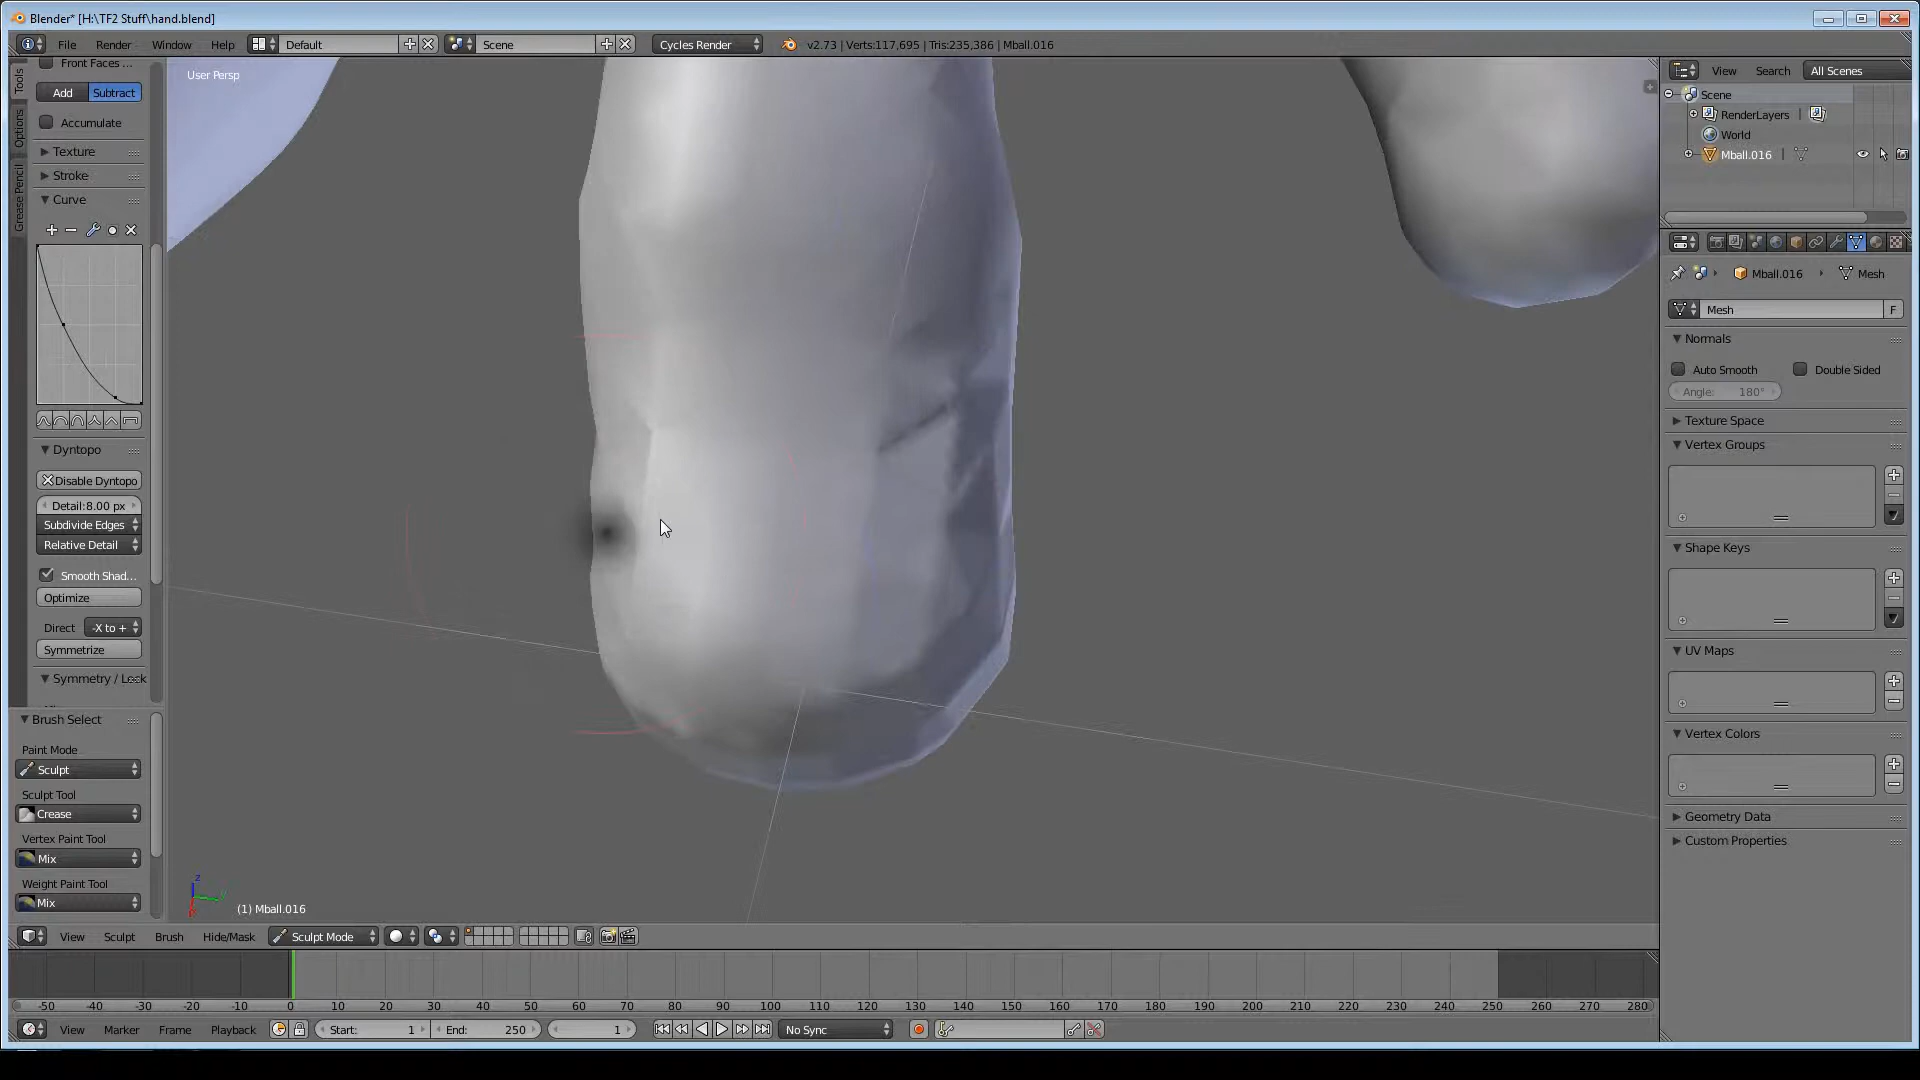 Blender* [H:\TF2 Stuff\hand.blend]
File Render Window Help Default Scene Cycles Render v2.73 | Verts:117,695 | Tris:235,386 | Mball.016
Tools
Options
Grease Pencil
Front Faces ...
Add Subtract
Accumulate
Texture
Stroke
Curve
Dyntopo
Disable Dyntopo
Detail:8.00 px
Subdivide Edges
Relative Detail
Smooth Shad...
Optimize
Direct -X to +
Symmetrize
Symmetry / Lock
Brush Select
Paint Mode
Sculpt
Sculpt Tool
Crease
Vertex Paint Tool
Mix
Weight Paint Tool
Mix
User Persp
z
(1) Mball.016
View Sculpt Brush Hide/Mask Sculpt Mode
-50 -40 -30 -20 -10 0 10 20 30 40 50 60 70 80 90 100 110 120 130 140 150 160 170 180 190 200 210 220 230 240 250 260 270 280
View Marker Frame Playback Start: 1 End: 250 1 No Sync
View Search All Scenes
Scene
RenderLayers |
World
Mball.016 |
Mball.016 Mesh
Mesh F
Normals
Auto Smooth Double Sided
Angle: 180°
Texture Space
Vertex Groups
Shape Keys
UV Maps
Vertex Colors
Geometry Data
Custom Properties